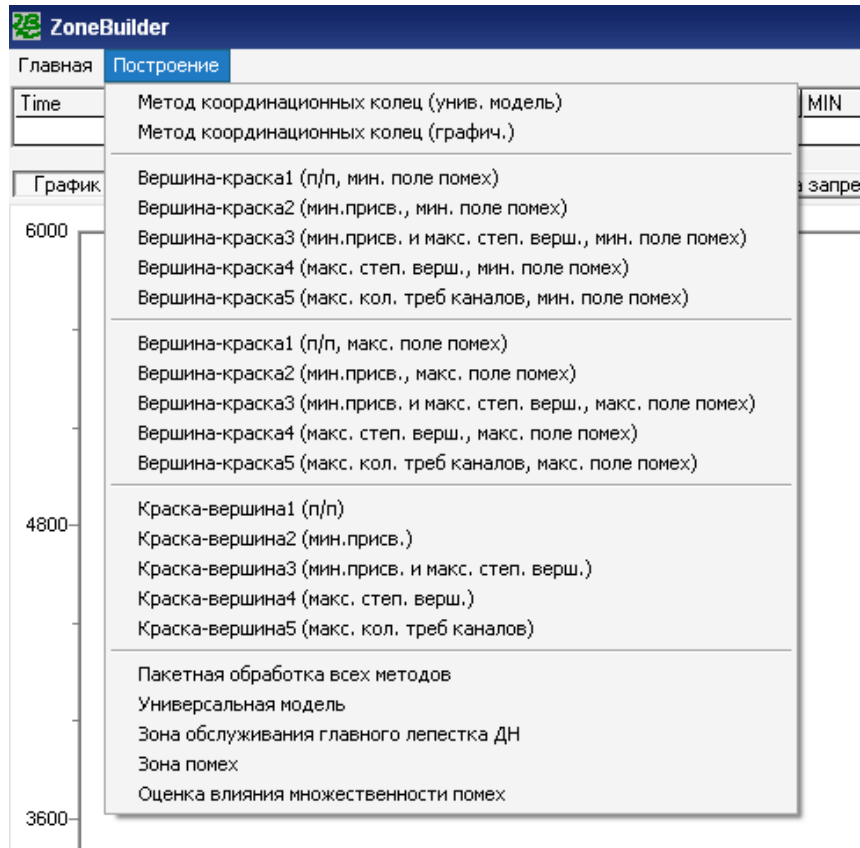 ZoneBuilder
Главная Построение
Time MIN
Метод координационных колец (унив. модель)
Метод координационных колец (графич.)
График запре
Вершина-краска1 (п/п, мин. поле помех)
Вершина-краска2 (мин.присв., мин. поле помех)
6000
Вершина-краска3 (мин.присв. и макс. степ. верш., мин. поле помех)
Вершина-краска4 (макс. степ. верш., мин. поле помех)
Вершина-краска5 (макс. кол. треб каналов, мин. поле помех)
Вершина-краска1 (п/п, макс. поле помех)
Вершина-краска2 (мин.присв., макс. поле помех)
Вершина-краска3 (мин.присв. и макс. степ. верш., макс. поле помех)
Вершина-краска4 (макс. степ. верш., макс. поле помех)
Вершина-краска5 (макс. кол. треб каналов, макс. поле помех)
Краска-вершина1 (п/п)
4800
Краска-вершина2 (мин.присв.)
Краска-вершина3 (мин.присв. и макс. степ. верш.)
Краска-вершина4 (макс. степ. верш.)
Краска-вершина5 (макс. кол. треб каналов)
Пакетная обработка всех методов
Универсальная модель
Зона обслуживания главного лепестка ДН
Зона помех
Оценка влияния множественности помех
3600